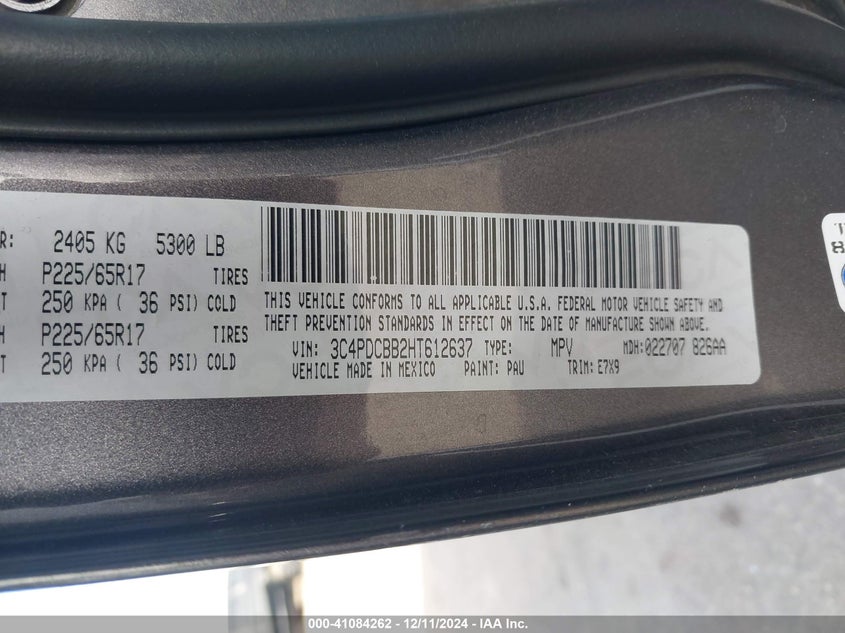 R: 2405 KG 5300 LB
H P225/65R17 TIRES
T 250 KPA ( 36 PSI) COLD
H P225/65R17 TIRES
T 250 KPA ( 36 PSI) COLD
THIS VEHICLE CONFORMS TO ALL APPLICABLE U.S.A. FEDERAL MOTOR VEHICLE SAFETY AND
THEFT PREVENTION STANDARDS IN EFFECT ON THE DATE OF MANUFACTURE SHOWN ABOVE.
VIN: 3C4PDCBB2HT612637 TYPE: MPV MDH:022707 826AA
VEHICLE MADE IN MEXICO PAINT: PAU TRIM: E7X9
000-41084262 - 12/11/2024 - IAA Inc.